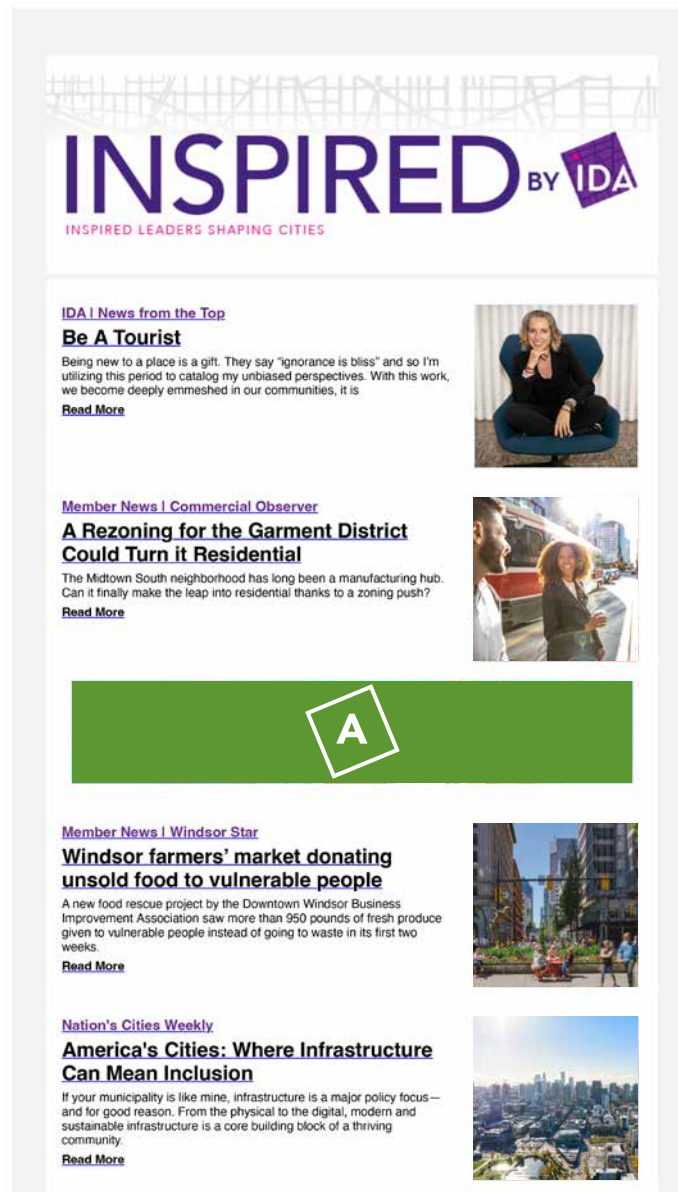 INSPIRED BY IDA
INSPIRED LEADERS SHAPING CITIES
IDA | News from the Top
Be A Tourist
Being new to a place is a gift. They say “ignorance is bliss” and so I'm
utilizing this period to catalog my unbiased perspectives. With this work,
we become deeply emmeshed in our communities, it is
Read More
Member News | Commercial Observer
A Rezoning for the Garment District
Could Turn it Residential
The Midtown South neighborhood has long been a manufacturing hub.
Can it finally make the leap into residential thanks to a zoning push?
Read More
A
Member News | Windsor Star
Windsor farmers’ market donating
unsold food to vulnerable people
A new food rescue project by the Downtown Windsor Business
Improvement Association saw more than 950 pounds of fresh produce
given to vulnerable people instead of going to waste in its first two
weeks.
Read More
Nation's Cities Weekly
America's Cities: Where Infrastructure
Can Mean Inclusion
If your municipality is like mine, infrastructure is a major policy focus—
and for good reason. From the physical to the digital, modern and
sustainable infrastructure is a core building block of a thriving
community.
Read More